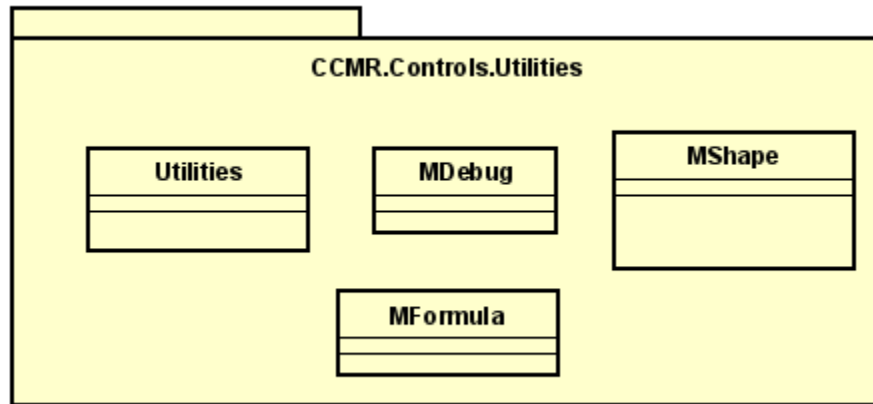 CCMR.Controls.Utilities
Utilities
MDebug
MShape
MFormula